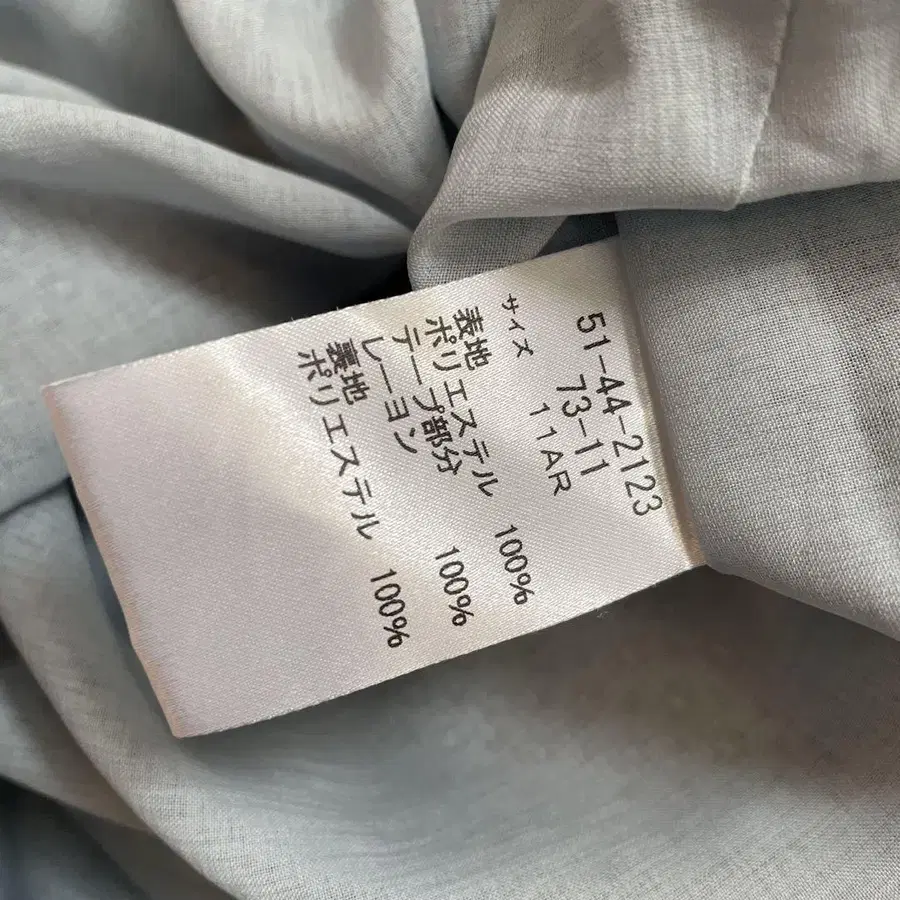 51-44-2123
73-11
サイズ 11AR
表地
ポリエステル 100%
テープ部分
レーヨン 100%
裏地
ポリエステル 100%